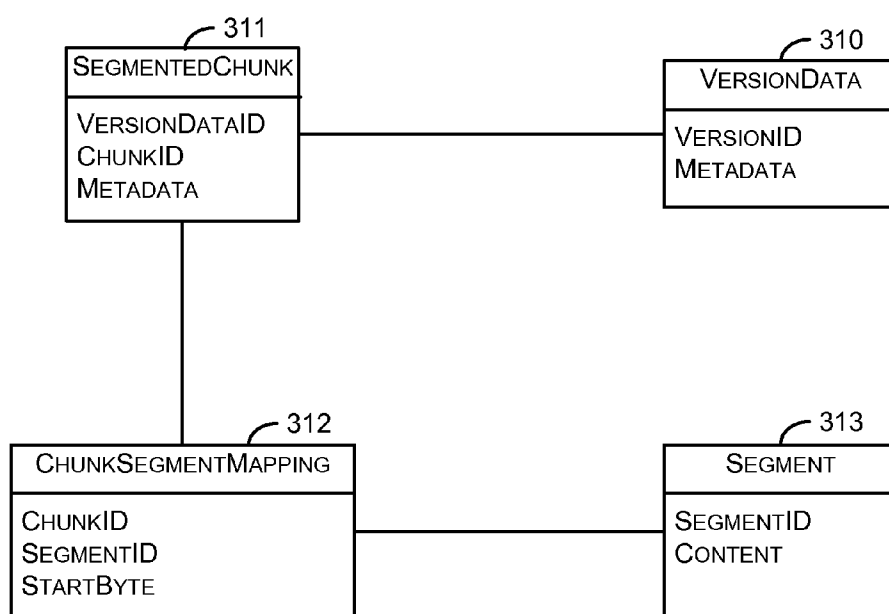 311
SEGMENTEDCHUNK
VERSIONDATAID
CHUNKID
METADATA
310
VERSIONDATA
VERSIONID
METADATA
312
CHUNKSEGMENTMAPPING
CHUNKID
SEGMENTID
STARTBYTE
313
SEGMENT
SEGMENTID
CONTENT